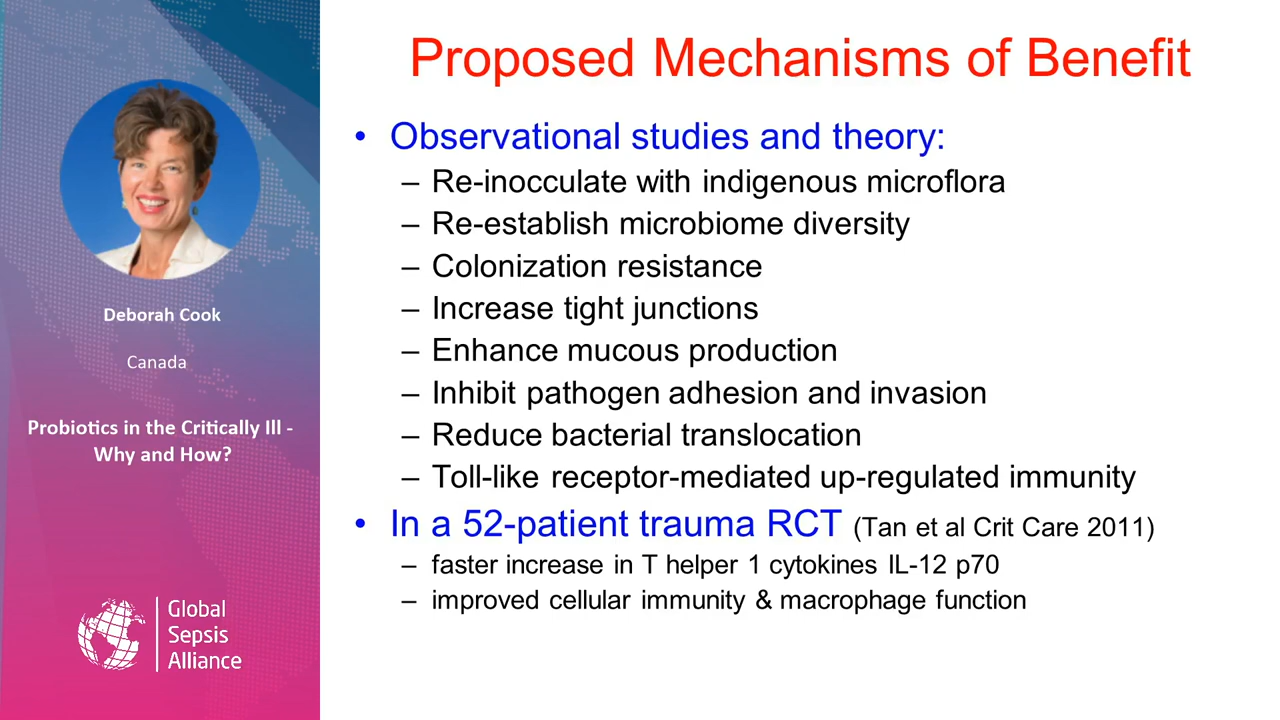 Proposed Mechanisms of Benefit
• Observational studies and theory:
– Re-inocculate with indigenous microflora
– Re-establish microbiome diversity
– Colonization resistance
– Increase tight junctions
– Enhance mucous production
– Inhibit pathogen adhesion and invasion
– Reduce bacterial translocation
– Toll-like receptor-mediated up-regulated immunity
• In a 52-patient trauma RCT (Tan et al Crit Care 2011)
– faster increase in T helper 1 cytokines IL-12 p70
– improved cellular immunity & macrophage function
Deborah Cook
Canada
Probiotics in the Critically Ill -
Why and How?
Global
Sepsis
Alliance